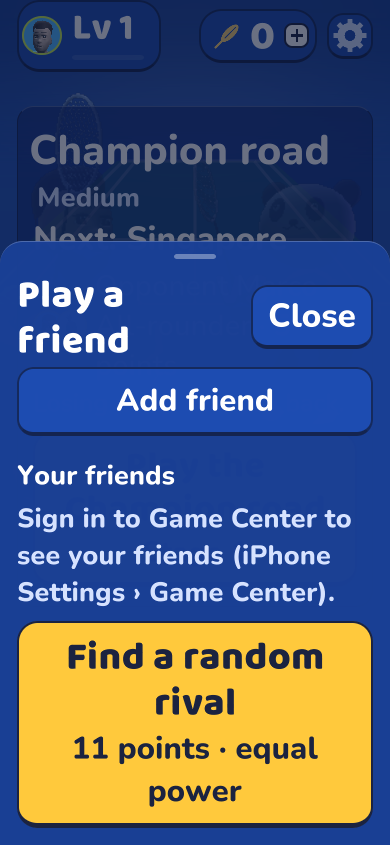 Lv 1
0
Champion road
Medium
Next: Singapore
Play a
friend
Close
Add friend
Your friends
Sign in to Game Center to
see your friends (iPhone
Settings › Game Center).
Find a random
rival
11 points · equal
power